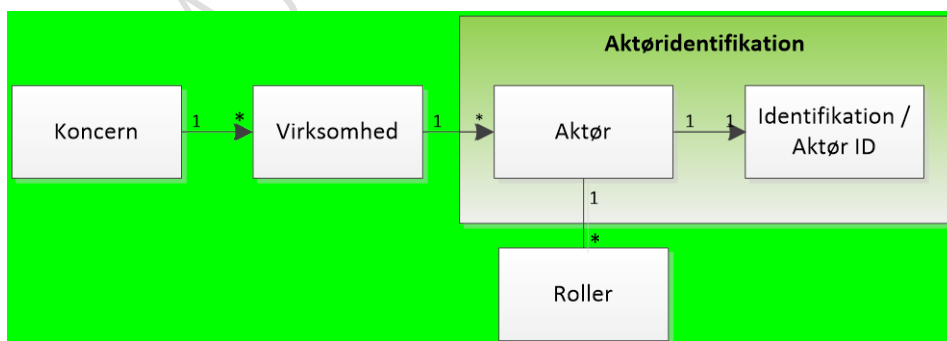 Aktøridentifikation
Koncern
1
*
Virksomhed
1
*
Aktør
1
1
Identifikation /
Aktør ID
1
*
Roller